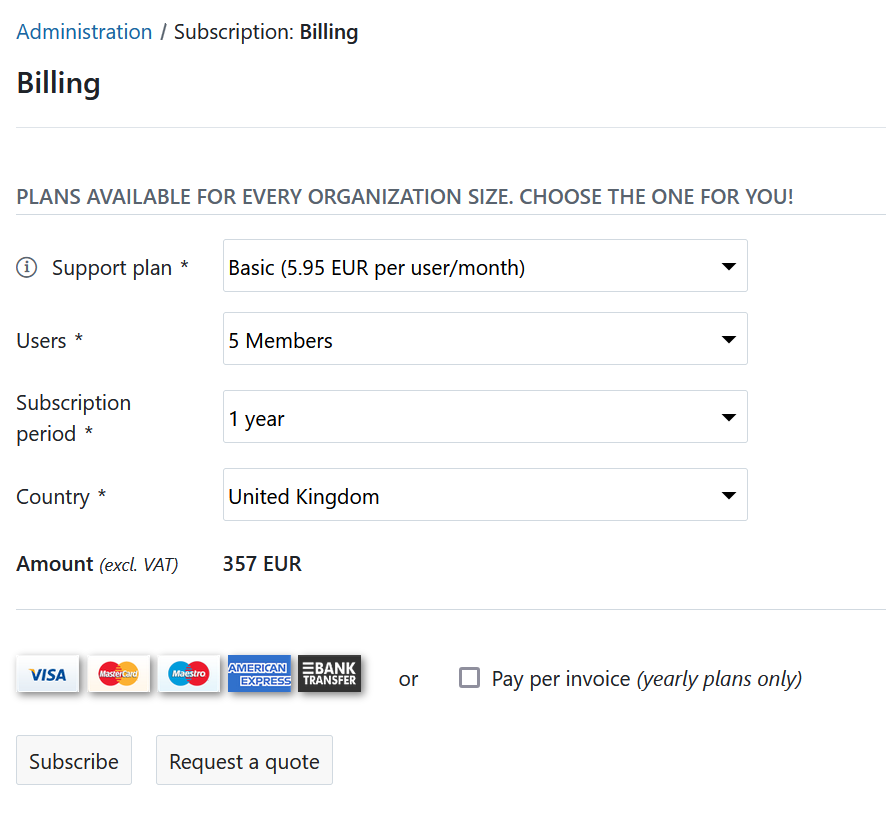 Administration / Subscription: Billing
Billing
PLANS AVAILABLE FOR EVERY ORGANIZATION SIZE. CHOOSE THE ONE FOR YOU!
Support plan * Basic (5.95 EUR per user/month)
Users * 5 Members
Subscription
period * 1 year
Country * United Kingdom
Amount (excl. VAT) 357 EUR
VISA MasterCard Maestro AMERICAN EXPRESS BANK TRANSFER or Pay per invoice (yearly plans only)
Subscribe Request a quote